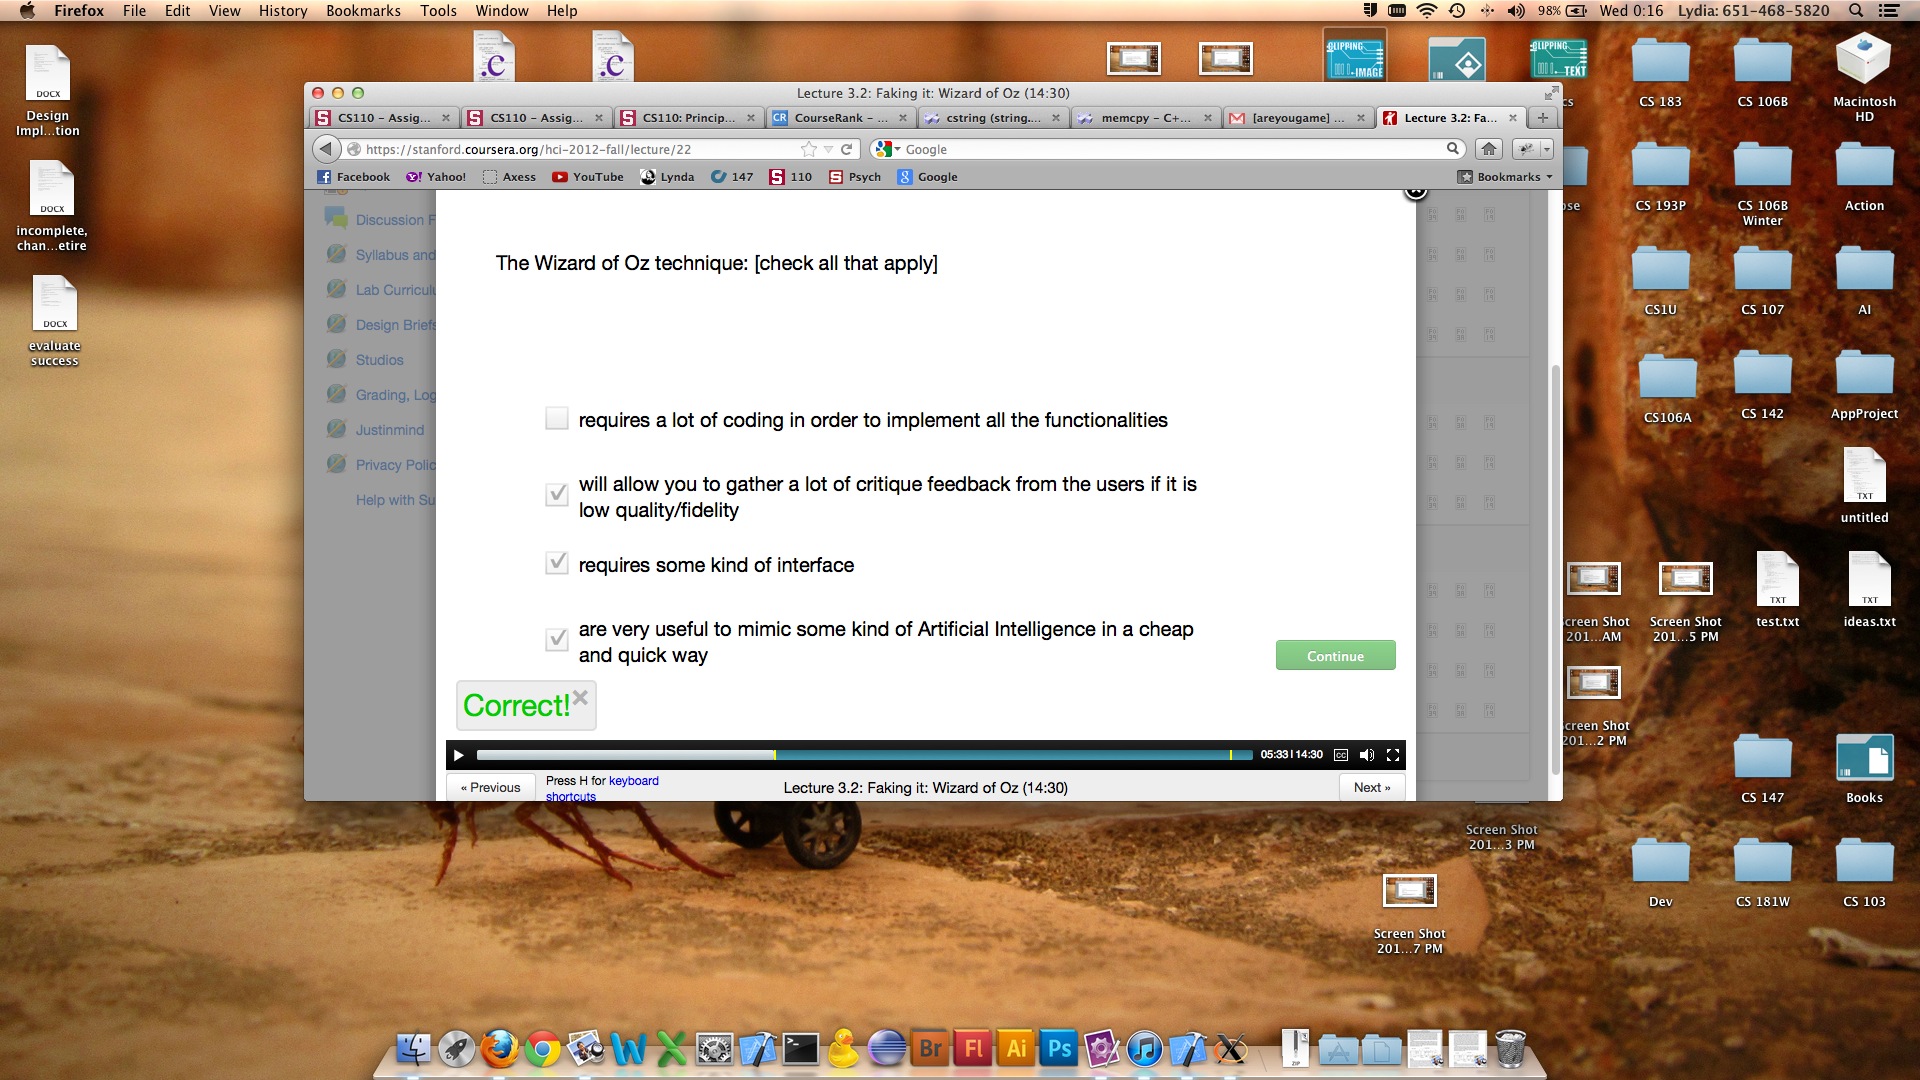 Firefox File Edit View History Bookmarks Tools Window Help
98% Wed 0:16 Lydia: 651-468-5820
DOCX
Design
Impl...tion
DOCX
incomplete,
chan...etire
DOCX
evaluate
success
.c
.c
CLIPPING
IMAGE
CLIPPING
TEXT
CS 183
CS 106B
Macintosh
HD
CS 193P
CS 106B
Winter
Action
CS1U
CS 107
AI
CS106A
CS 142
AppProject
TXT
untitled
Screen Shot
201...AM
Screen Shot
201...5 PM
TXT
test.txt
TXT
ideas.txt
Screen Shot
201...2 PM
CS 147
Books
Screen Shot
201...3 PM
Dev
CS 181W
CS 103
Screen Shot
201...7 PM
Lecture 3.2: Faking it: Wizard of Oz (14:30)
CS110 - Assig...
CS110 - Assig...
CS110: Princip...
CR CourseRank - ...
cstring (string....
memcpy - C+...
[areyougame] ...
Lecture 3.2: Fa...
https://stanford.coursera.org/hci-2012-fall/lecture/22
Google
Facebook Yahoo! Axess YouTube Lynda 147 110 Psych Google
Bookmarks
Discussion F
Syllabus and
Lab Curricul
Design Briefs
Studios
Grading, Log
Justinmind
Privacy Polic
Help with Su
The Wizard of Oz technique: [check all that apply]
requires a lot of coding in order to implement all the functionalities
will allow you to gather a lot of critique feedback from the users if it is
low quality/fidelity
requires some kind of interface
are very useful to mimic some kind of Artificial Intelligence in a cheap
and quick way
Continue
Correct!
05:33 | 14:30
CC
« Previous
Press H for keyboard
shortcuts
Lecture 3.2: Faking it: Wizard of Oz (14:30)
Next »
W
X
Br
Fl
Ai
Ps
ZIP